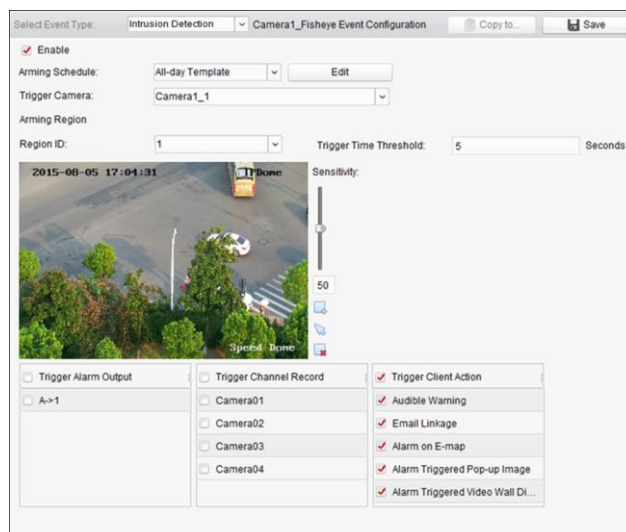 Select Event Type: Intrusion Detection Camera1_Fisheye Event Configuration Copy to... Save
Enable
Arming Schedule: All-day Template Edit
Trigger Camera: Camera1_1
Arming Region
Region ID: 1 Trigger Time Threshold: 5 Seconds
2015-08-05 17:04:31 IPDome Sensitivity:
50
Speed Dome
Trigger Alarm Output Trigger Channel Record Trigger Client Action
A->1 Camera01 Audible Warning
Camera02 Email Linkage
Camera03 Alarm on E-map
Camera04 Alarm Triggered Pop-up Image
Alarm Triggered Video Wall Di...